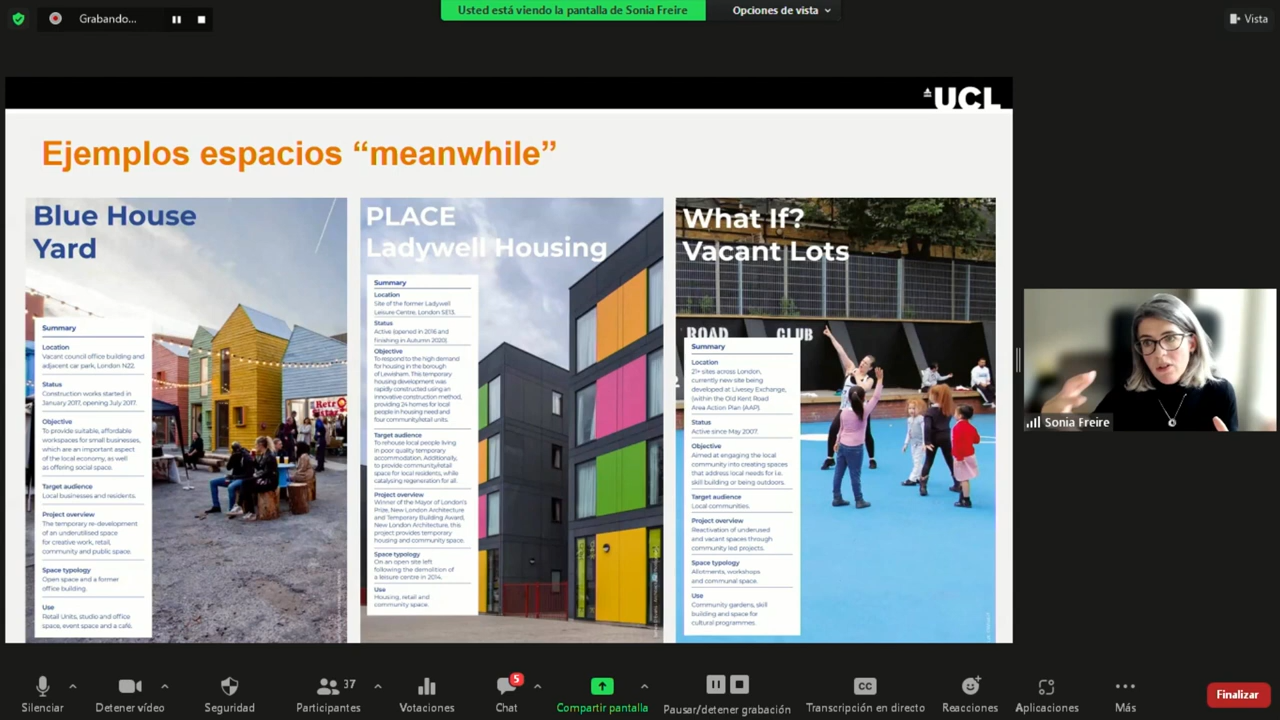 Grabando...
Usted está viendo la pantalla de Sonia Freire
Opciones de vista
Vista
UCL
Ejemplos espacios “meanwhile”
Blue House
Yard
Summary
Location
Vacant council office building and
adjacent car park, London N22.
Status
Construction works started in
January 2017, opening July 2017.
Objective
To provide suitable, affordable
workspaces for small businesses,
which are an important aspect
of the local economy, as well
as offering social space.
Target audience
Local businesses and residents.
Project overview
The temporary re-development
of an underutilised space
for creative work, retail,
community and public space.
Space typology
Open space and a former
office building.
Use
Retail Units, studio and office
space, event space and a café.
Retro
PLACE
Ladywell Housing
Summary
Location
Site of the former Ladywell
Leisure Centre, London SE13.
Status
Active (opened in 2016 and
finishing in Autumn 2020)
Objective
To respond to the high demand
for housing in the borough
of Lewisham. This temporary
housing development was
rapidly constructed using an
innovative construction method,
providing 24 homes for local
people in housing need and
four community/retail units.
Target audience
To rehouse local people living
in poor quality temporary
accommodation. Additionally,
to provide community/retail
space for local residents, while
catalysing regeneration for all.
Project overview
Winner of the Mayor of London's
Prize, New London Architecture
and Temporary Building Award,
New London Architecture, this
project provides temporary
housing and community space.
Space typology
On an open site left
following the demolition of
a leisure centre in 2014.
Use
Housing, retail and
community space.
What If?
Vacant Lots
ROAD CLUB
Summary
Location
21+ sites across London,
currently new site being
developed at Livesey Exchange,
(within the Old Kent Road
Area Action Plan (AAP)
Status
Active since May 2007.
Objective
Aimed at engaging the local
community into creating spaces
that address local needs for i.e.
skill building or being outdoors.
Target audience
Local communities.
Project overview
Reactivation of underused
and vacant spaces through
community led projects.
Space typology
Allotments, workshops
and communal space.
Use
Community gardens, skill
building and space for
cultural programmes.
Sonia Freire
Silenciar
Detener vídeo
Seguridad
37
Participantes
Votaciones
5
Chat
Compartir pantalla
Pausar/detener grabación
CC
Transcripción en directo
Reacciones
Aplicaciones
Más
Finalizar